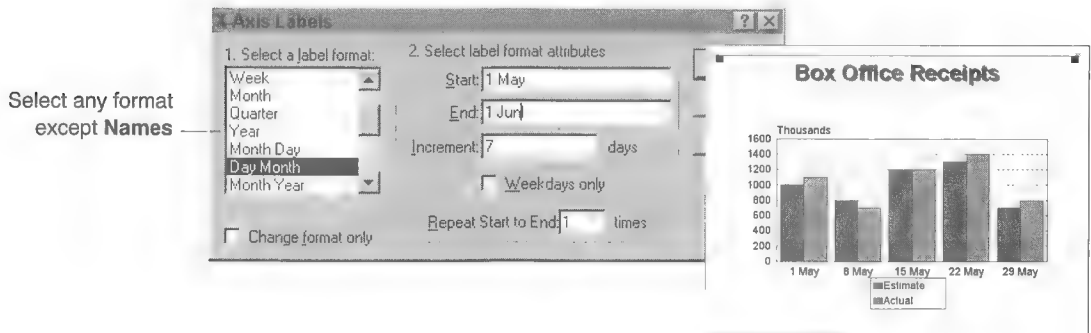 Axis Labels
1. Select a label format:
Week
Month
Quarter
Year
Month Day
Day Month
Month Year
Change format only
2. Select label format attributes
Start: 1 May
End: 1 Jun
Increment: 7 days
Weekdays only
Repeat Start to End: 1 times
Select any format
except Names
Box Office Receipts
Thousands
1600
1400
1200
1000
800
600
400
200
0
1 May 8 May 15 May 22 May 29 May
Estimate
Actual